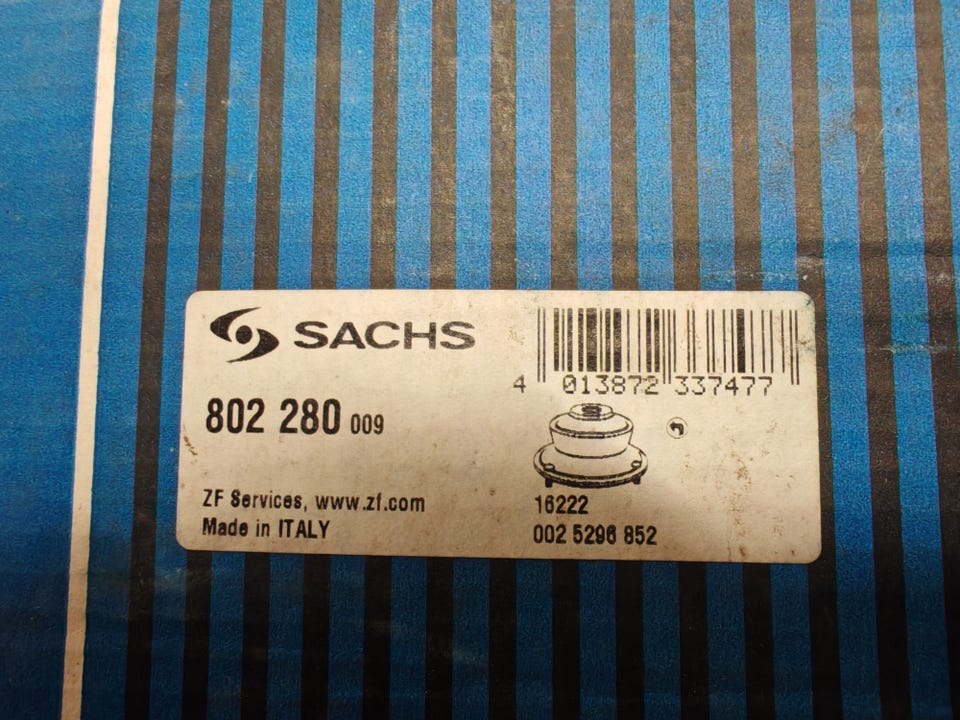 SACHS
4 013872 337477
802 280 009
ZF Services, www.zf.com
Made in ITALY
16222
002 5296 852